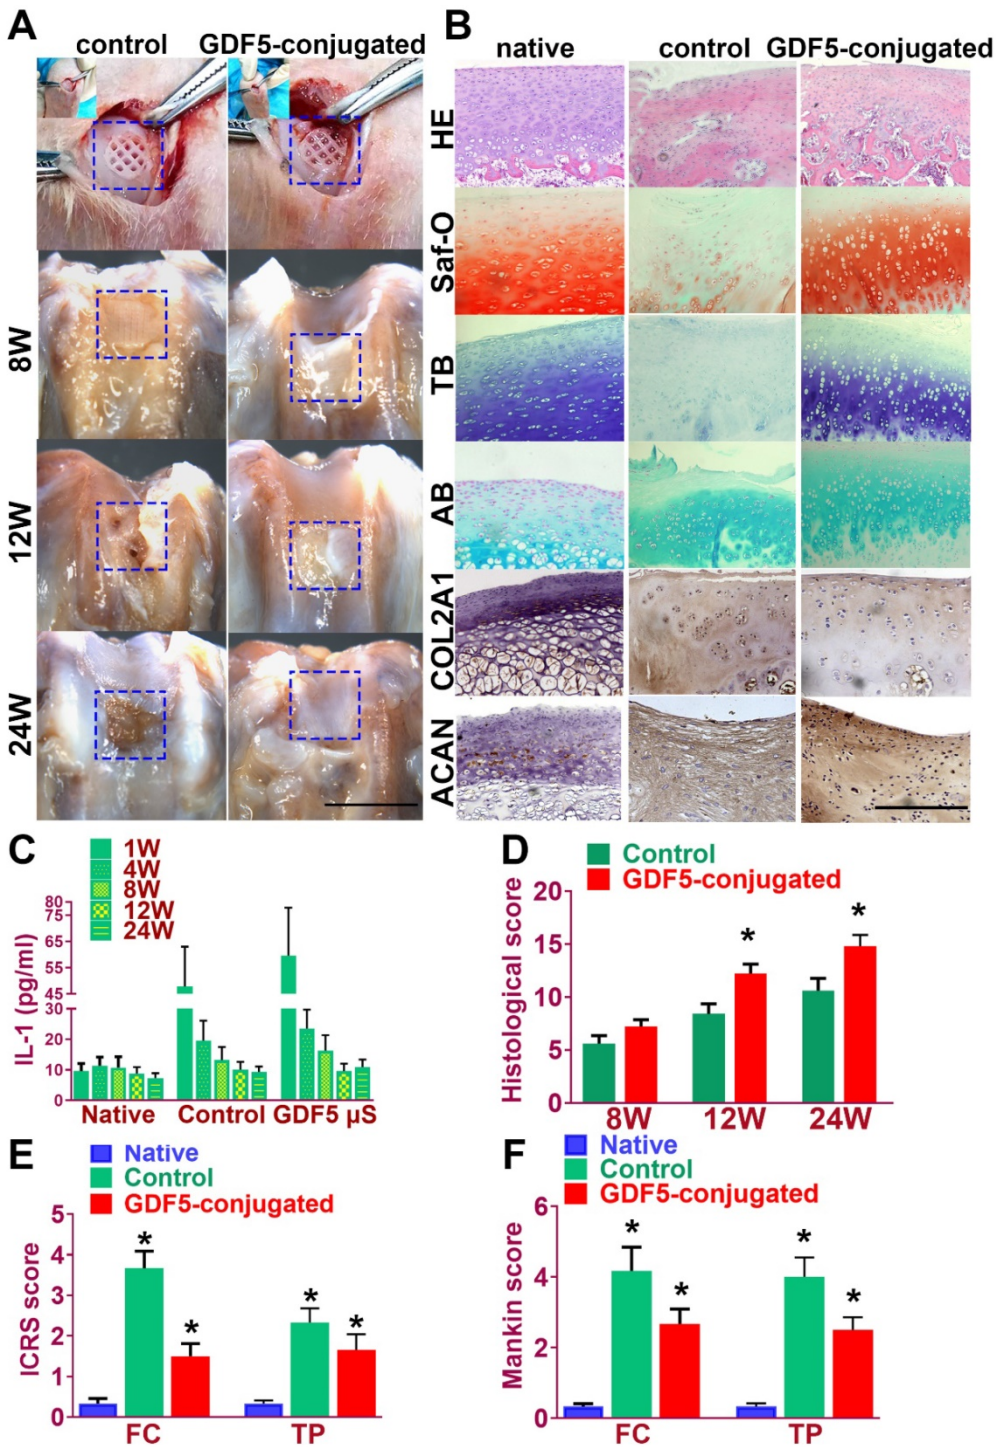 A
control
GDF5-conjugated
8W
12W
24W
B
native
control
GDF5-conjugated
HE
Saf-O
TB
AB
COL2A1
ACAN
C
1W
4W
8W
12W
24W
IL-1 (pg/ml)
80
75
65
55
45
30
20
10
0
Native
Control
GDF5 µS
D
Control
GDF5-conjugated
Histological score
20
15
10
5
0
*
*
8W
12W
24W
E
Native
Control
GDF5-conjugated
ICRS score
5
4
3
2
1
0
*
*
*
*
FC
TP
F
Native
Control
GDF5-conjugated
Mankin score
6
4
2
0
*
*
*
*
FC
TP